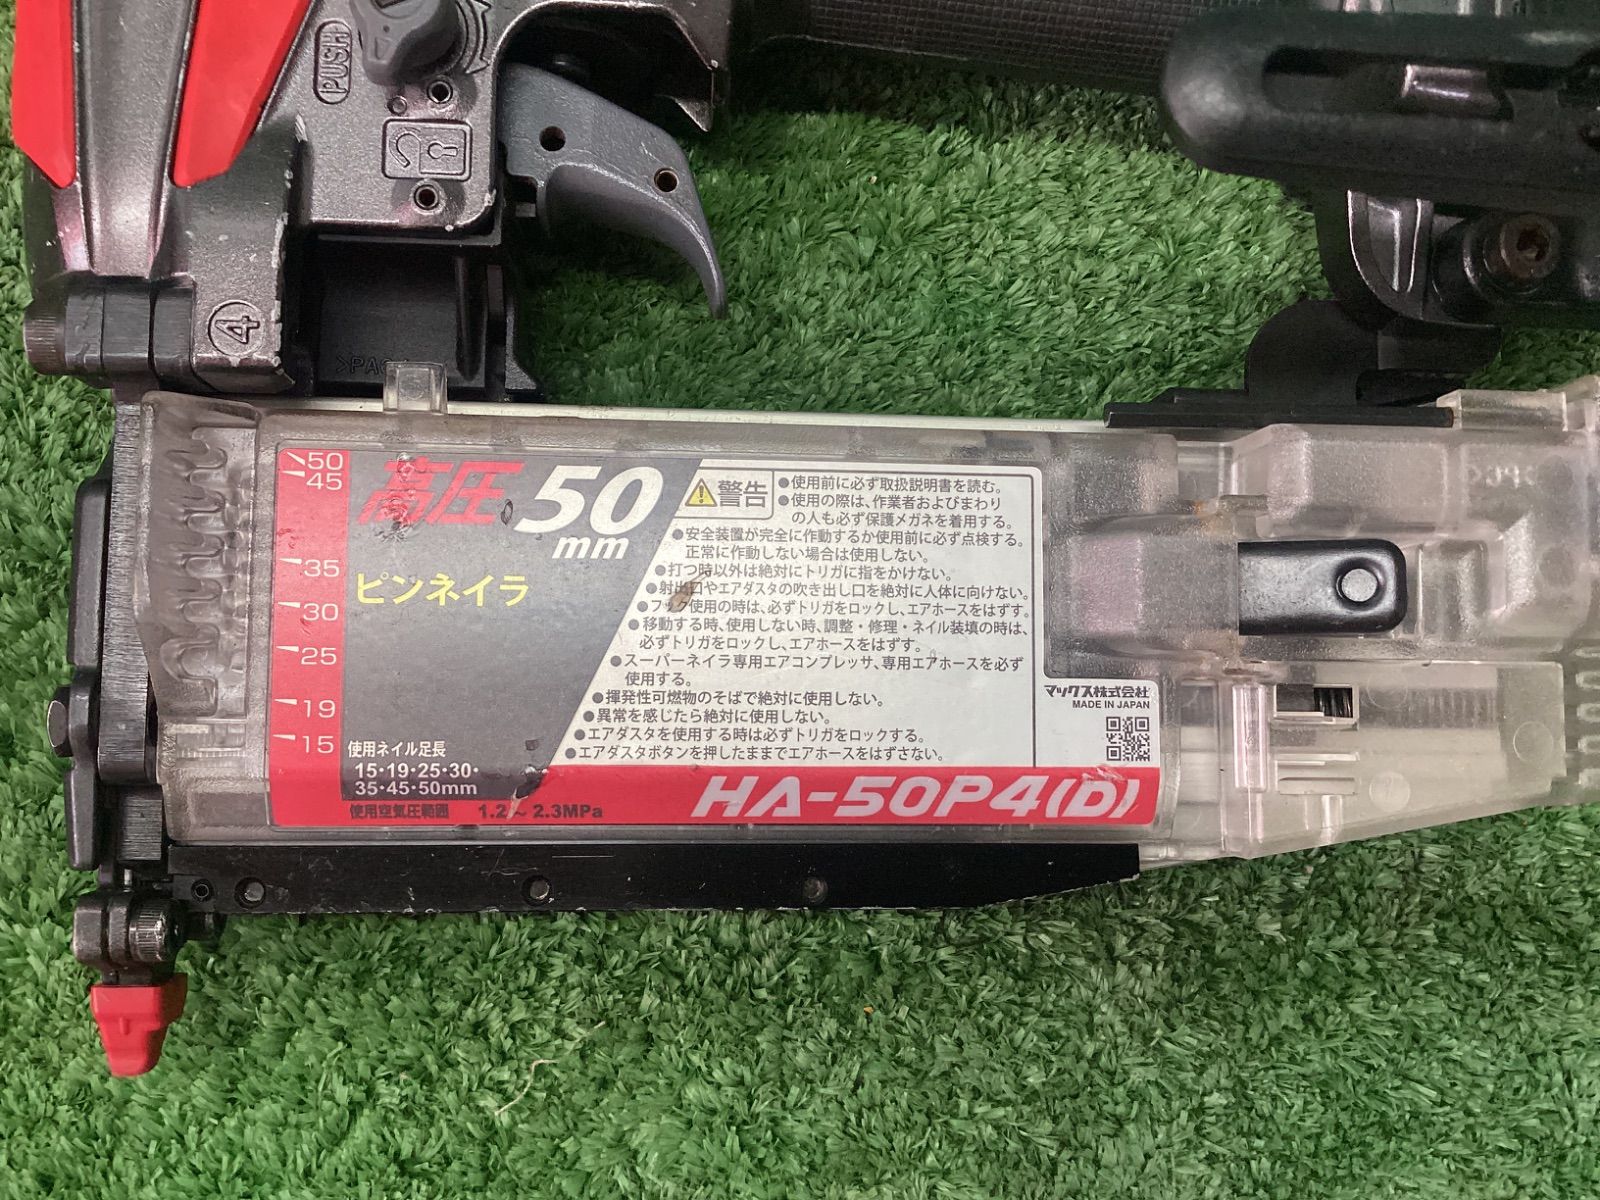 PUSH
4
>PA
50
45
35
30
25
19
15
高圧 50
mm
ピンネイラ
使用ネイル足長
15・19・25・30・
35・45・50mm
使用空気圧範囲 1.2～2.3MPa
警告
●使用前に必ず取扱説明書を読む。
●使用の際は、作業者およびまわり
の人も必ず保護メガネを着用する。
●安全装置が完全に作動するか使用前に必ず点検する。
正常に作動しない場合は使用しない。
●打つ時以外は絶対にトリガに指をかけない。
●射出口やエアダスタの吹き出し口を絶対に人体に向けない。
●フック使用の時は、必ずトリガをロックし、エアホースをはずす。
●移動する時、使用しない時、調整・修理・ネイル装填の時は、
必ずトリガをロックし、エアホースをはずす。
●スーパーネイラ専用エアコンプレッサ、専用エアホースを必ず
使用する。
●揮発性可燃物のそばで絶対に使用しない。
●異常を感じたら絶対に使用しない。
●エアダスタを使用する時は必ずトリガをロックする。
●エアダスタボタンを押したままでエアホースをはずさない。
マックス株式会社
MADE IN JAPAN
HA-50P4(D)